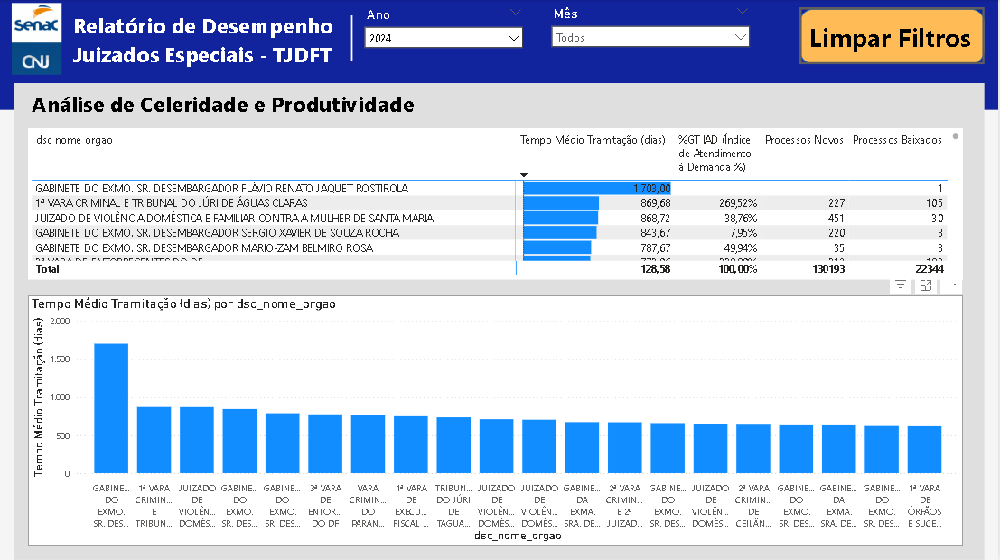 Senac
CNJ
Relatório de Desempenho
Juizados Especiais - TJDFT
Ano
2024
Mês
Todos
Limpar Filtros
Análise de Celeridade e Produtividade
dsc_nome_orgao
Tempo Médio Tramitação (dias)
%GT IAD (Índice
de Atendimento
à Demanda %)
Processos Novos
Processos Baixados
GABINETE DO EXMO. SR. DESEMBARGADOR FLÁVIO RENATO JAQUET ROSTIROLA 1.703,00 1
1ª VARA CRIMINAL E TRIBUNAL DO JÚRI DE ÁGUAS CLARAS 869,68 269,52% 227 105
JUIZADO DE VIOLÊNCIA DOMÉSTICA E FAMILIAR CONTRA A MULHER DE SANTA MARIA 868,72 38,76% 451 30
GABINETE DO EXMO. SR. DESEMBARGADOR SERGIO XAVIER DE SOUZA ROCHA 843,67 7,95% 220 3
GABINETE DO EXMO. SR. DESEMBARGADOR MARIO-ZAM BELMIRO ROSA 787,67 49,94% 35 3
Total 128,58 100,00% 130193 22344
Tempo Médio Tramitação (dias) por dsc_nome_orgao
Tempo Médio Tramitação (dias)
2.000
1.500
1.000
500
0
GABINE... DO EXMO. SR. DES...
1ª VARA CRIMIN... E TRIBUN...
JUIZADO DE VIOLÊN... DOMÉS...
GABINE... DO EXMO. SR. DES...
GABINE... DO EXMO. SR. DES...
3ª VARA DE ENTOR... DO DF
VARA CRIMIN... DO PARAN...
1ª VARA DE EXECU... FISCAL ...
TRIBUN... DO JÚRI DE TAGUA...
JUIZADO DE VIOLÊN... DOMÉS...
JUIZADO DE VIOLÊN... DOMÉS...
GABINE... DA EXMA. SRA. DE...
2ª VARA CRIMIN... E 2ª JUIZAD...
GABINE... DO EXMO. SR. DES...
JUIZADO DE VIOLÊN... DOMÉS...
2ª VARA CRIMIN... DE CEILÂN...
GABINE... DO EXMO. SR. DES...
GABINE... DA EXMA. SRA. DE...
GABINE... DO EXMO. SR. DES...
1ª VARA DE ÓRFÃOS E SUCE...
dsc_nome_orgao